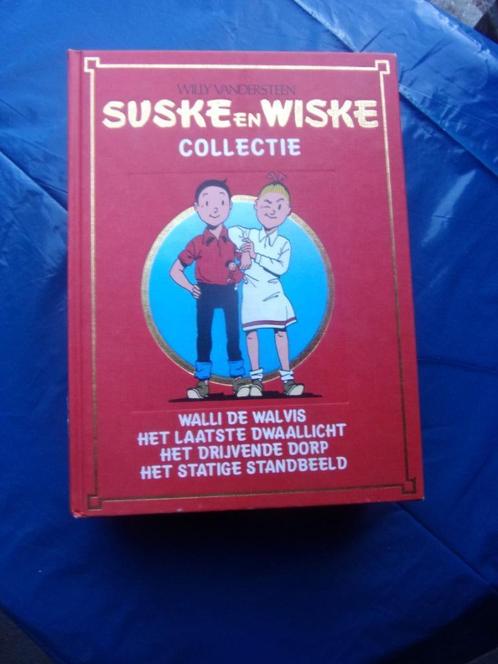 WILLY VANDERSTEEN
SUSKE EN WISKE
COLLECTIE
WALLI DE WALVIS
HET LAATSTE DWAALLICHT
HET DRIJVENDE DORP
HET STATIGE STANDBEELD